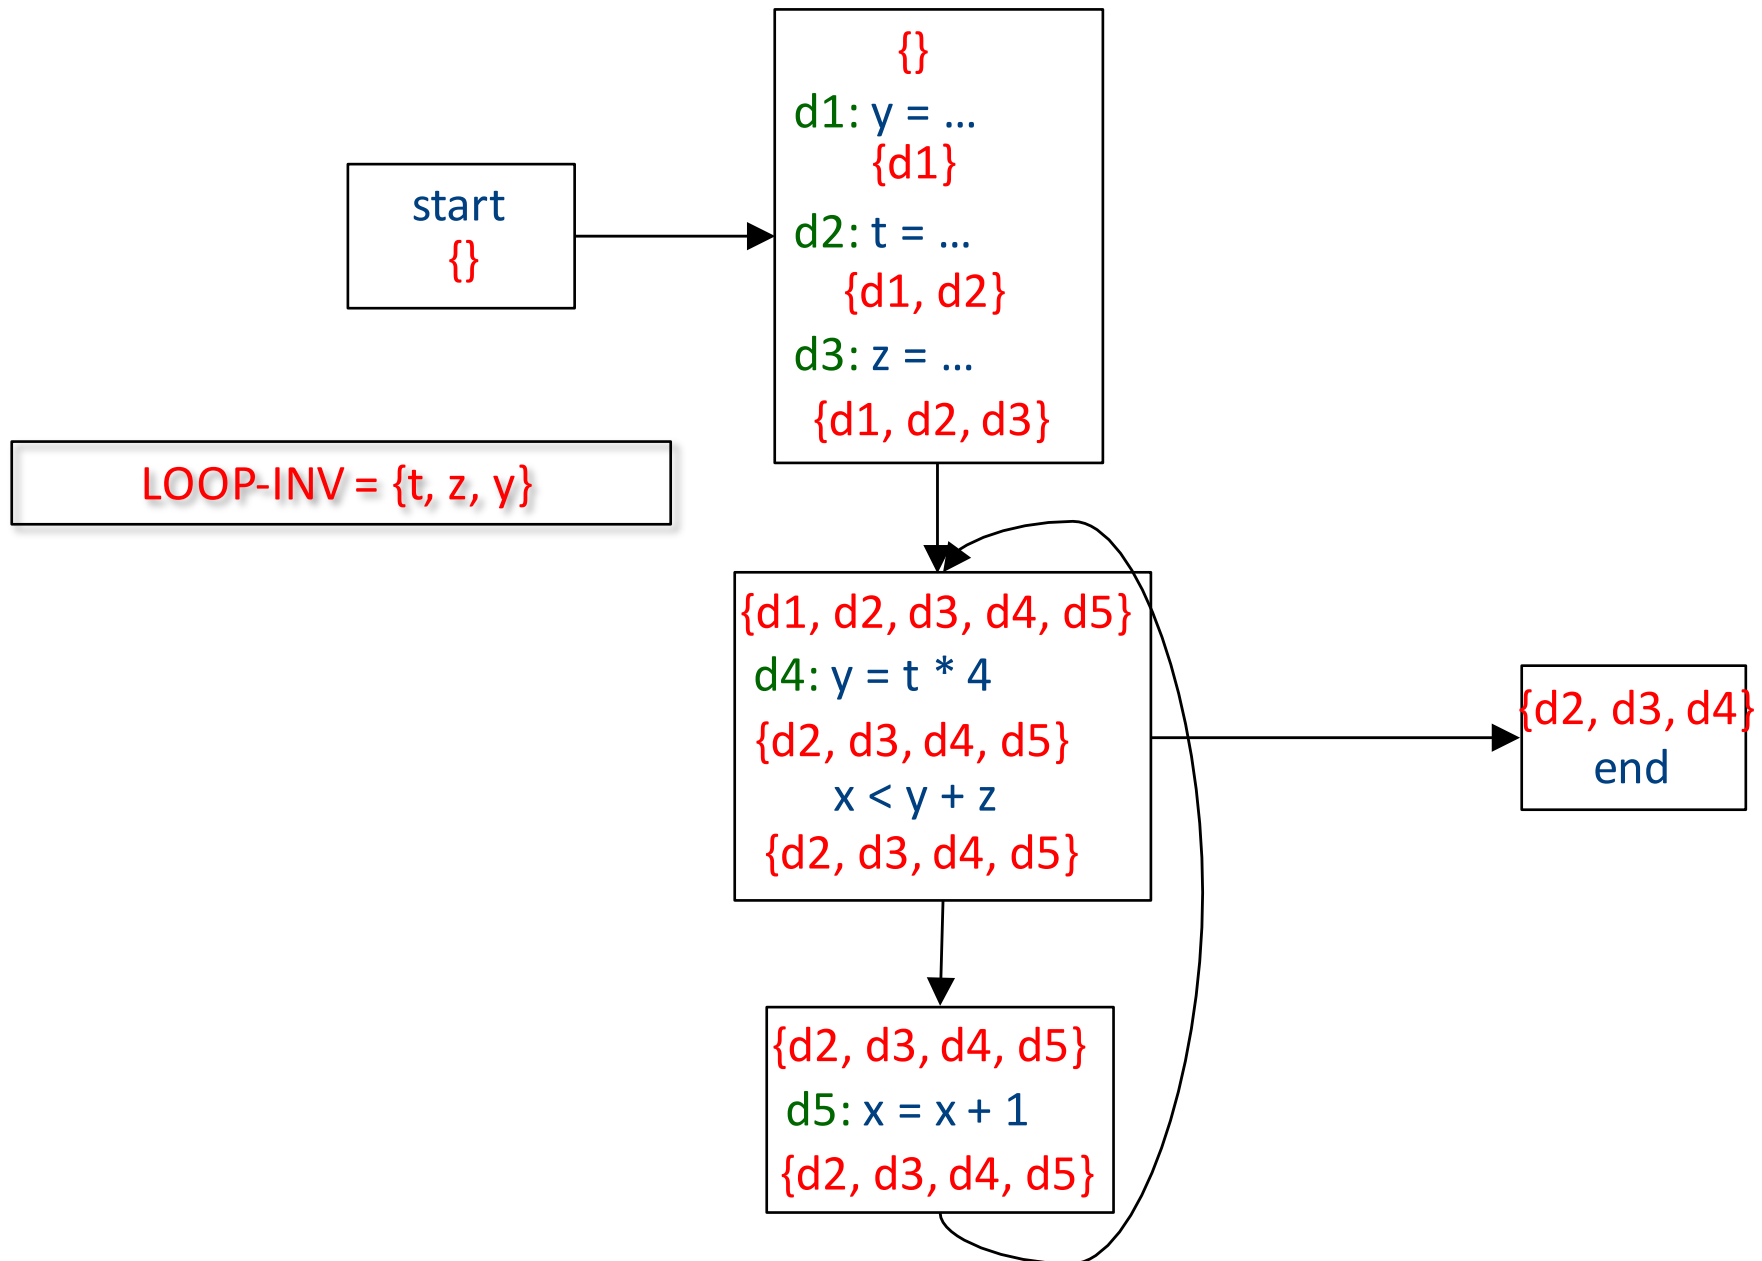 {}
d1: y = ...
{d1}
d2: t = ...
{d1, d2}
d3: z = ...
{d1, d2, d3}
start
{}
LOOP-INV = {t, z, y}
{d1, d2, d3, d4, d5}
d4: y = t * 4
{d2, d3, d4, d5}
x < y + z
{d2, d3, d4, d5}
{d2, d3, d4}
end
{d2, d3, d4, d5}
d5: x = x + 1
{d2, d3, d4, d5}